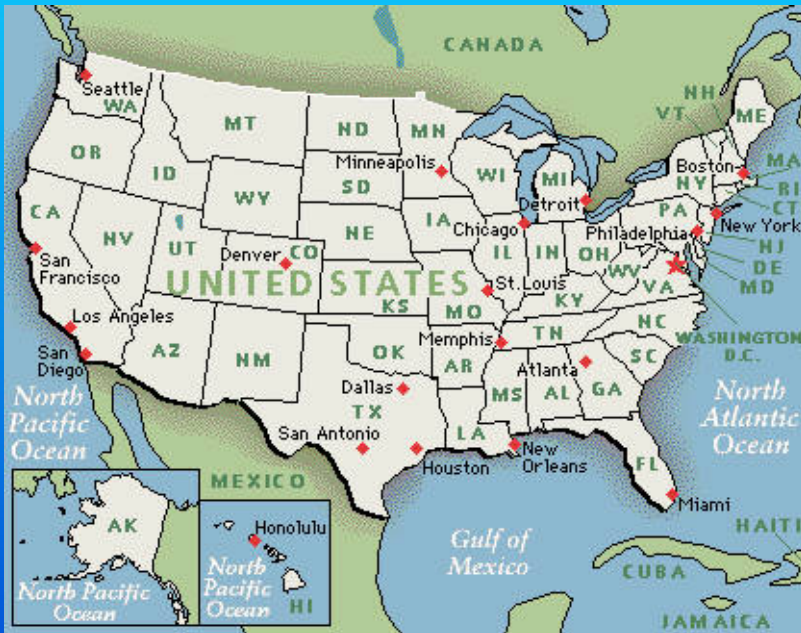 CANADA
NH
VT
ME
Seattle
WA
MT
ND
MN
OR
Minneapolis
ID
WI
MI
Boston
MA
NY
RI
SD
WY
Detroit
CT
CA
IA
PA
Chicago
New York
NV
NE
Philadelphia
NJ
UT
Denver
CO
IL
IN
OH
DE
WV
MD
San
Francisco
UNITED STATES
St.Louis
VA
KS
MO
KY
Los Angeles
NC
WASHINGTON
D.C.
TN
Memphis
San
Diego
AZ
NM
OK
AR
SC
Atlanta
North
Pacific
Ocean
Dallas
TX
MS
AL
GA
North
Atlantic
Ocean
San Antonio
LA
Houston
New
Orleans
FL
MEXICO
Miami
AK
Honolulu
Gulf of
Mexico
HAITI
North Pacific
Ocean
North
Pacific
Ocean
HI
CUBA
JAMAICA